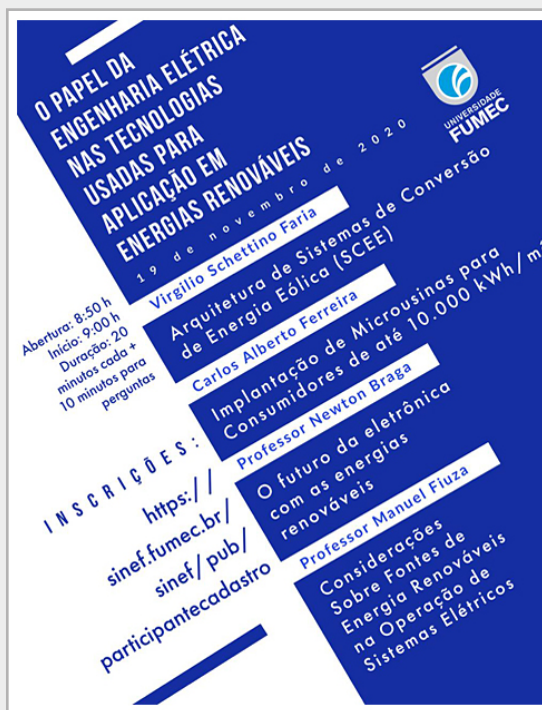 O PAPEL DA
ENGENHARIA ELÉTRICA
NAS TECNOLOGIAS
USADAS PARA
APLICAÇÃO EM
ENERGIAS RENOVÁVEIS
19 de novembro de 2020
UNIVERSIDADE
FUMEC
Virgilio Schettino Faria
Arquitetura de Sistemas de Conversão
de Energia Eólica (SCEE)
Carlos Alberto Ferreira
Implantação de Microusinas para
Consumidores de até 10.000 kWh/m
Professor Newton Braga
O futuro da eletrônica
com as energias
renováveis
Professor Manuel Fiuza
Considerações
Sobre Fontes de
Energia Renováveis
na Operação de
Sistemas Elétricos
Abertura: 8:50 h
Início: 9:00 h
Duração: 20
minutos cada +
10 minutos para
perguntas
INSCRIÇÕES:
https://
sinef.fumec.br/
sinef/pub/
participantecadastro